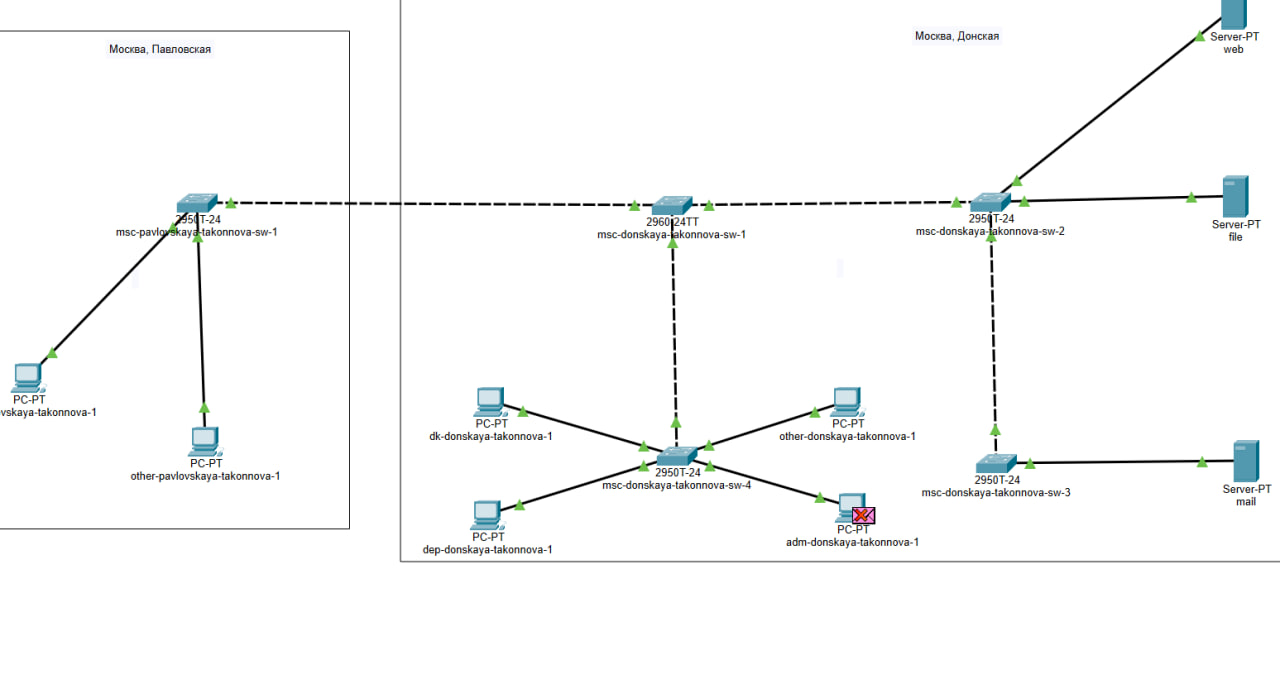 Москва, Павловская
2950T-24
msc-pavlovskaya-takonnova-sw-1
PC-PT
vskaya-takonnova-1
PC-PT
other-pavlovskaya-takonnova-1
Москва, Донская
Server-PT
web
2960-24TT
msc-donskaya-takonnova-sw-1
2950T-24
msc-donskaya-takonnova-sw-2
Server-PT
file
PC-PT
dk-donskaya-takonnova-1
PC-PT
other-donskaya-takonnova-1
2950T-24
msc-donskaya-takonnova-sw-4
2950T-24
msc-donskaya-takonnova-sw-3
Server-PT
mail
PC-PT
dep-donskaya-takonnova-1
PC-PT
adm-donskaya-takonnova-1